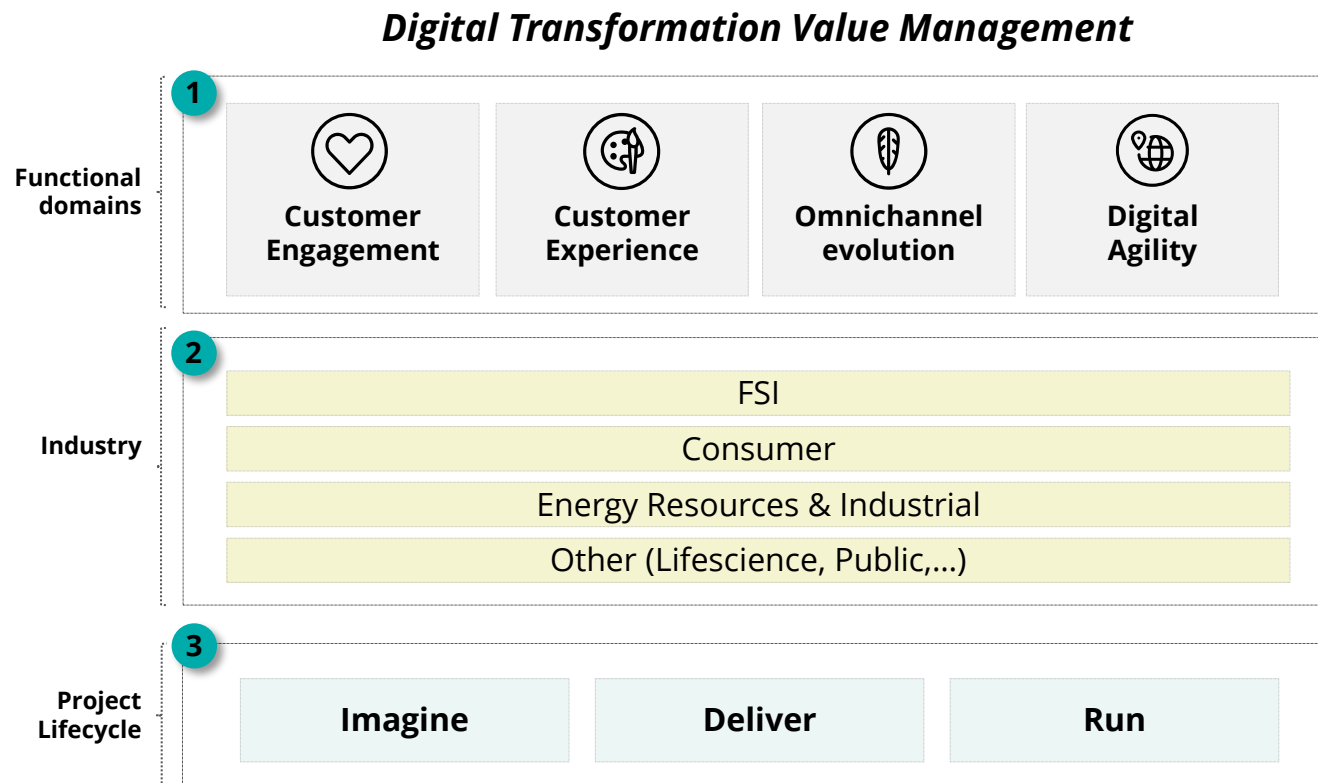 Digital Transformation Value Management
1
Functional
domains
Customer
Engagement
Customer
Experience
Omnichannel
evolution
Digital
Agility
2
Industry
FSI
Consumer
Energy Resources & Industrial
Other (Lifescience, Public,...)
3
Project
Lifecycle
Imagine
Deliver
Run